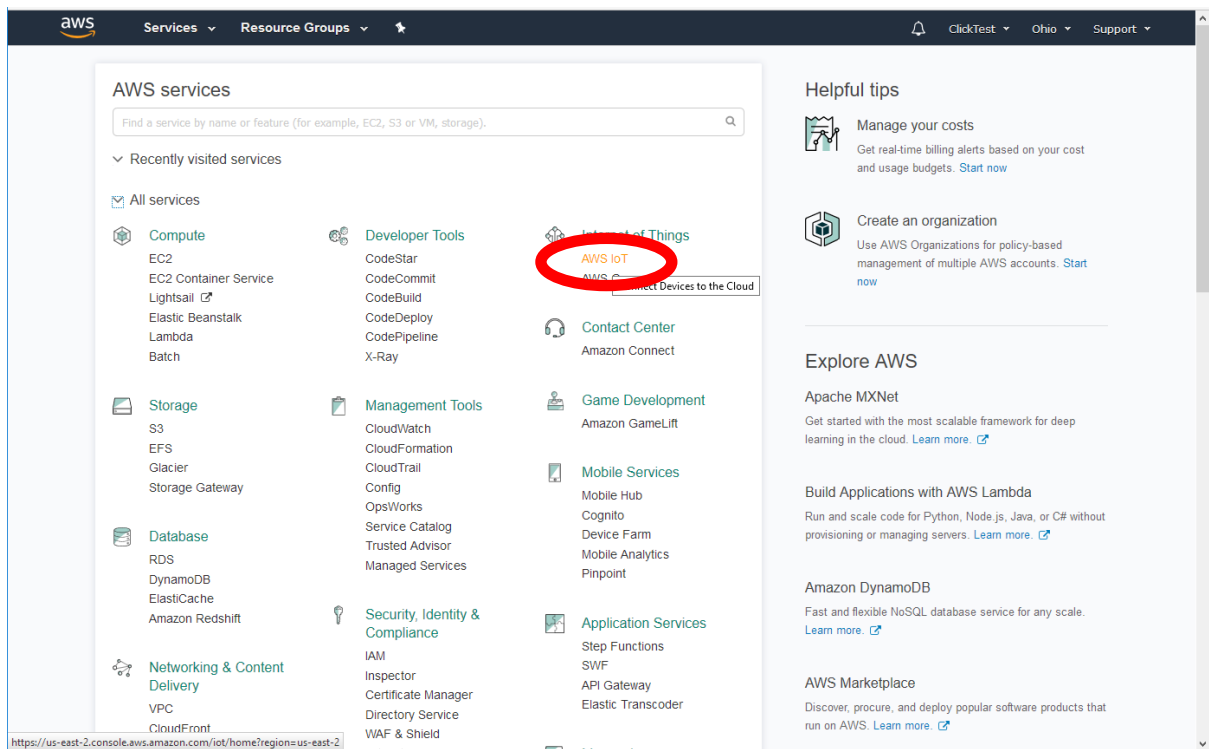 aws Services Resource Groups ClickTest Ohio Support
AWS services
Find a service by name or feature (for example, EC2, S3 or VM, storage).
Recently visited services
All services
Compute
EC2
EC2 Container Service
Lightsail
Elastic Beanstalk
Lambda
Batch
Storage
S3
EFS
Glacier
Storage Gateway
Database
RDS
DynamoDB
ElastiCache
Amazon Redshift
Networking & Content
Delivery
VPC
CloudFront
Developer Tools
CodeStar
CodeCommit
CodeBuild
CodeDeploy
CodePipeline
X-Ray
Management Tools
CloudWatch
CloudFormation
CloudTrail
Config
OpsWorks
Service Catalog
Trusted Advisor
Managed Services
Security, Identity &
Compliance
IAM
Inspector
Certificate Manager
Directory Service
WAF & Shield
Internet of Things
AWS IoT
AWS
Devices to the Cloud
Contact Center
Amazon Connect
Game Development
Amazon GameLift
Mobile Services
Mobile Hub
Cognito
Device Farm
Mobile Analytics
Pinpoint
Application Services
Step Functions
SWF
API Gateway
Elastic Transcoder
Helpful tips
Manage your costs
Get real-time billing alerts based on your cost
and usage budgets. Start now
Create an organization
Use AWS Organizations for policy-based
management of multiple AWS accounts. Start
now
Explore AWS
Apache MXNet
Get started with the most scalable framework for deep
learning in the cloud. Learn more.
Build Applications with AWS Lambda
Run and scale code for Python, Node.js, Java, or C# without
provisioning or managing servers. Learn more.
Amazon DynamoDB
Fast and flexible NoSQL database service for any scale.
Learn more.
AWS Marketplace
Discover, procure, and deploy popular software products that
run on AWS. Learn more.
https://us-east-2.console.aws.amazon.com/iot/home?region=us-east-2